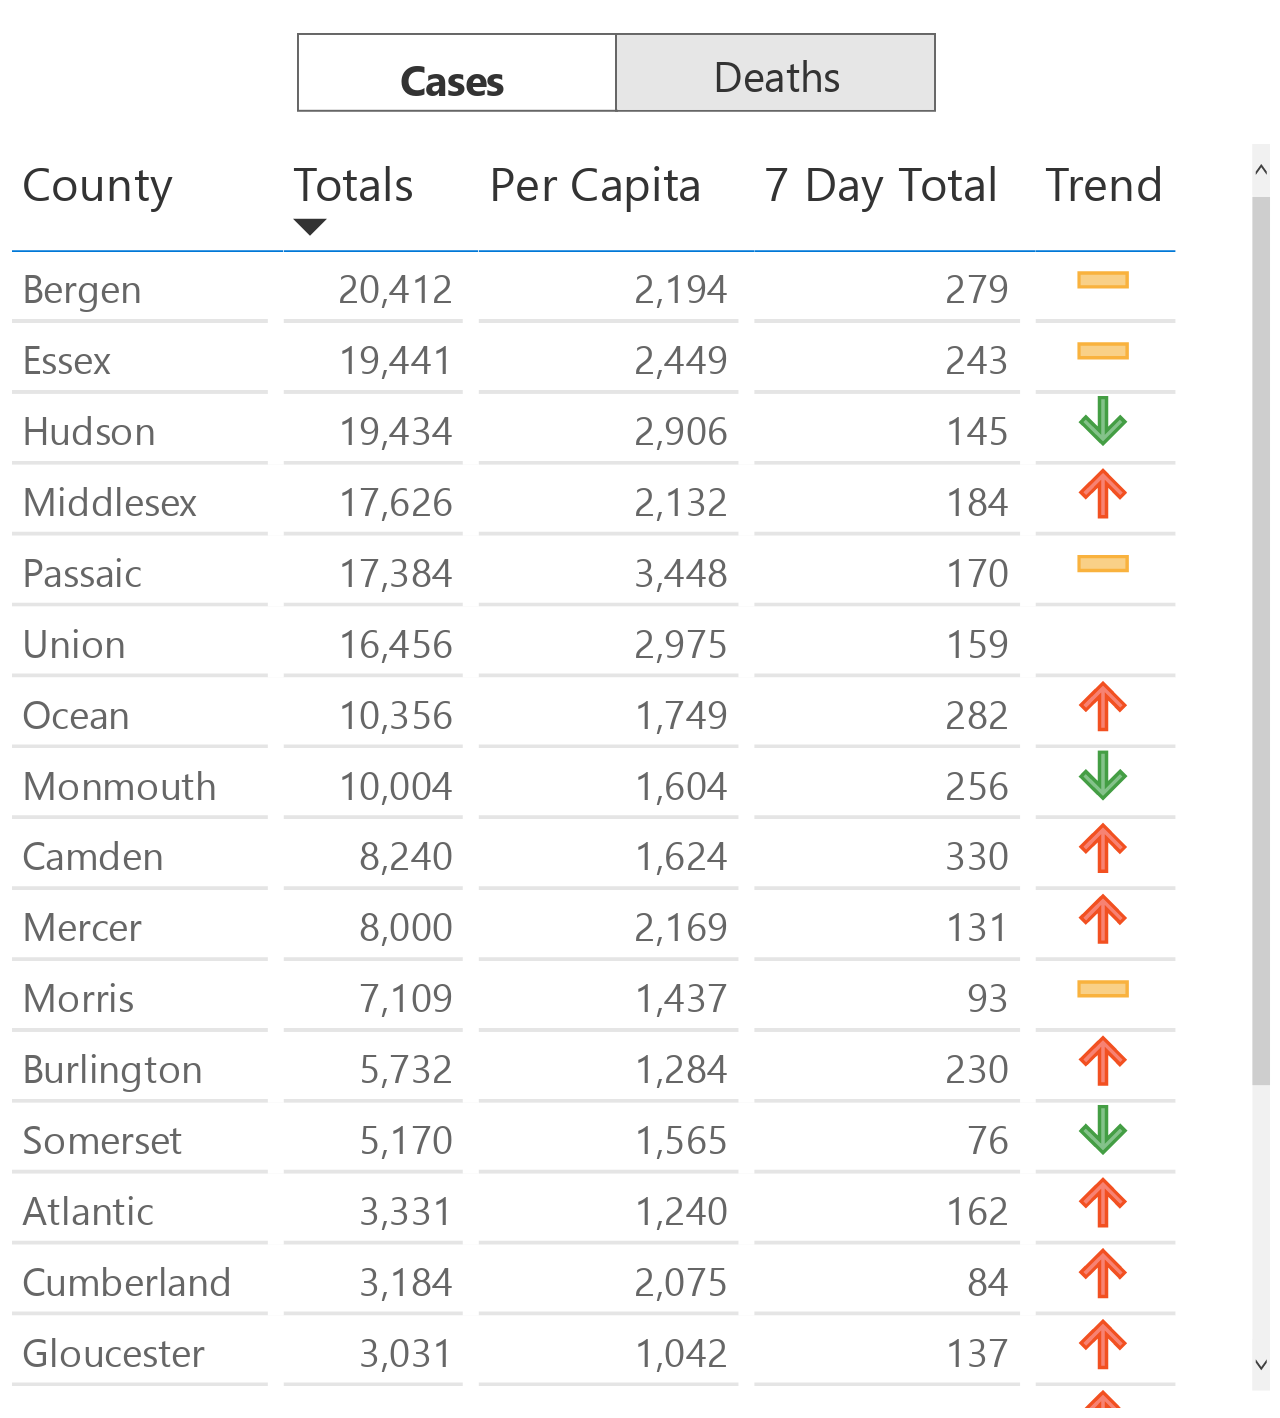 Cases Deaths
County Totals Per Capita 7 Day Total Trend
Bergen 20,412 2,194 279
Essex 19,441 2,449 243
Hudson 19,434 2,906 145
Middlesex 17,626 2,132 184
Passaic 17,384 3,448 170
Union 16,456 2,975 159
Ocean 10,356 1,749 282
Monmouth 10,004 1,604 256
Camden 8,240 1,624 330
Mercer 8,000 2,169 131
Morris 7,109 1,437 93
Burlington 5,732 1,284 230
Somerset 5,170 1,565 76
Atlantic 3,331 1,240 162
Cumberland 3,184 2,075 84
Gloucester 3,031 1,042 137